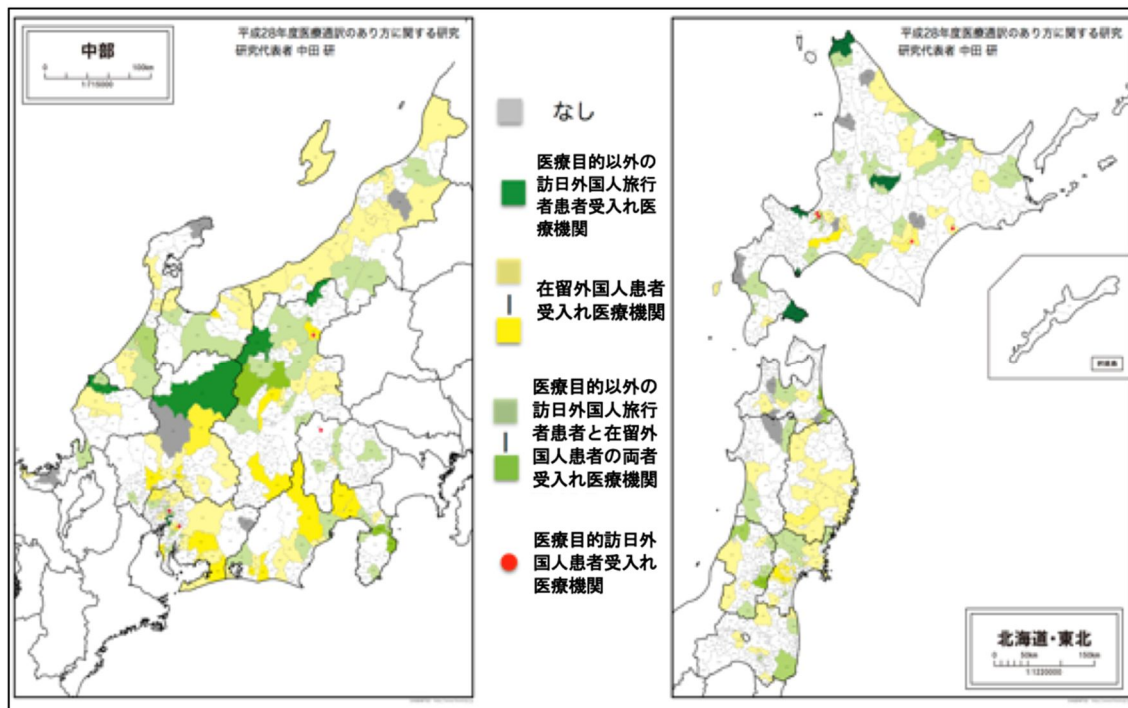 平成28年度医療通訳のあり方に関する研究
研究代表者 中田 研
中部
0 100km
1:715000
なし
医療目的以外の
訪日外国人旅行
者患者受入れ医
療機関
在留外国人患者
受入れ医療機関
医療目的以外の
訪日外国人旅行
者患者と在留外
国人患者の両者
受入れ医療機関
医療目的訪日外
国人患者受入れ
医療機関
平成28年度医療通訳のあり方に関する研究
研究代表者 中田 研
北海道・東北
0 50km 150km